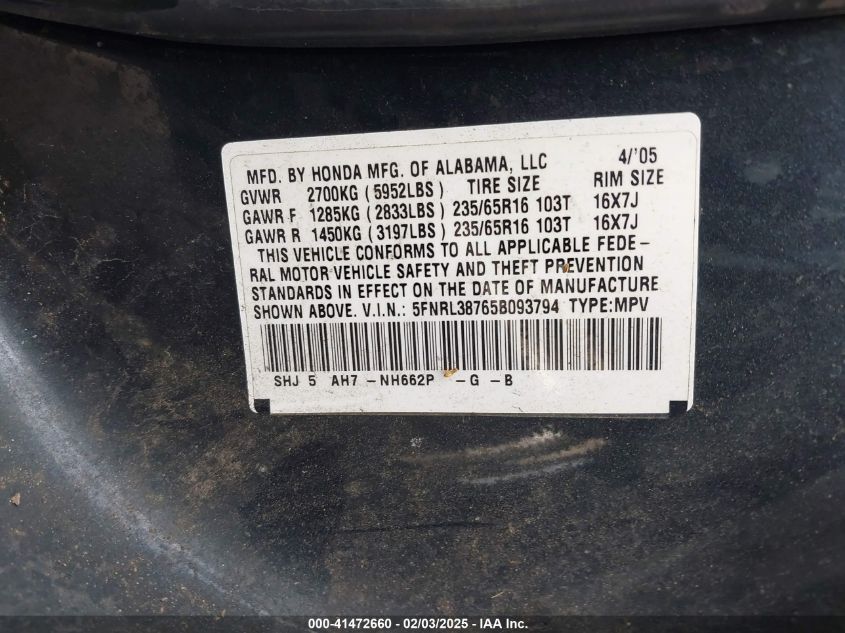 MFD. BY HONDA MFG. OF ALABAMA, LLC 4/'05
GVWR 2700KG (5952LBS) TIRE SIZE RIM SIZE
GAWR F 1285KG (2833LBS) 235/65R16 103T 16X7J
GAWR R 1450KG (3197LBS) 235/65R16 103T 16X7J
THIS VEHICLE CONFORMS TO ALL APPLICABLE FEDE-
RAL MOTOR VEHICLE SAFETY AND THEFT PREVENTION
STANDARDS IN EFFECT ON THE DATE OF MANUFACTURE
SHOWN ABOVE. V.I.N.: 5FNRL38765B093794 TYPE:MPV
SHJ 5 AH7 -NH662P -G -B
000-41472660 - 02/03/2025 - IAAI.com